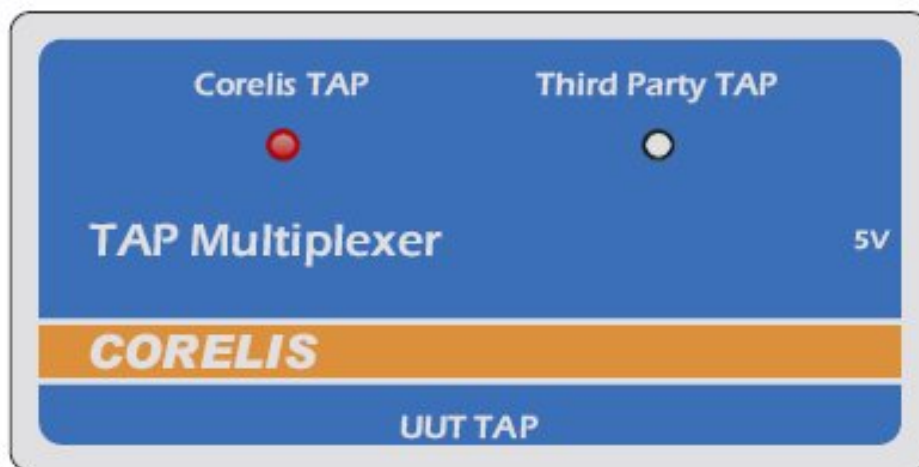 Corelis TAP Third Party TAP
TAP Multiplexer 5V
CORELIS
UUT TAP